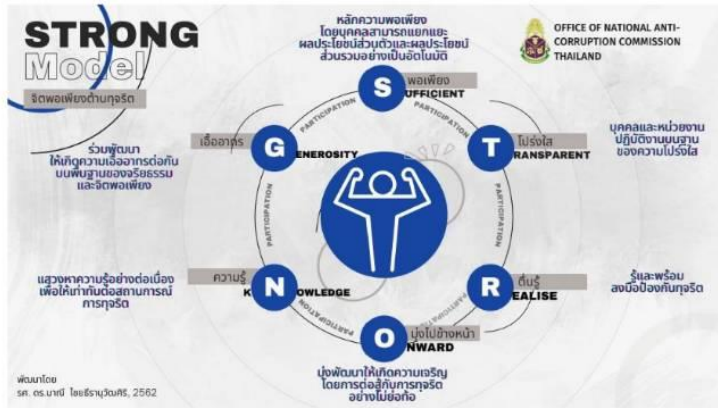 STRONG
Model
จิตพอเพียงต้านทุจริต
หลักความพอเพียง
โดยบุคคลสามารถแยกแยะ
ผลประโยชน์ส่วนตัวและผลประโยชน์
ส่วนรวมอย่างเป็นอัตโนมัติ
OFFICE OF NATIONAL ANTI-
CORRUPTION COMMISSION
THAILAND
S
พอเพียง
UFFICIENT
PARTICIPATION
PARTICIPATION
T
โปร่งใส
RANSPARENT
บุคคลและหน่วยงาน
ปฏิบัติงานบนฐาน
ของความโปร่งใส
เอื้ออาทร
G
ENEROSITY
ร่วมพัฒนา
ให้เกิดความเอื้ออาทรต่อกัน
บนพื้นฐานของจริยธรรม
และจิตพอเพียง
PARTICIPATION
PARTICIPATION
ความรู้
K
N
OWLEDGE
แสวงหาความรู้อย่างต่อเนื่อง
เพื่อให้เท่าทันต่อสถานการณ์
การทุจริต
R
ตื่นรู้
EALISE
รู้และพร้อม
ลงมือป้องกันทุจริต
PARTICIPATION
O
มุ่งไปข้างหน้า
NWARD
มุ่งพัฒนาให้เกิดความเจริญ
โดยการต่อสู้กับการทุจริต
อย่างไม่ย่อท้อ
พัฒนาโดย
รศ. ดร.มาณี ไชยธีรานุวัฒศิริ, 2562